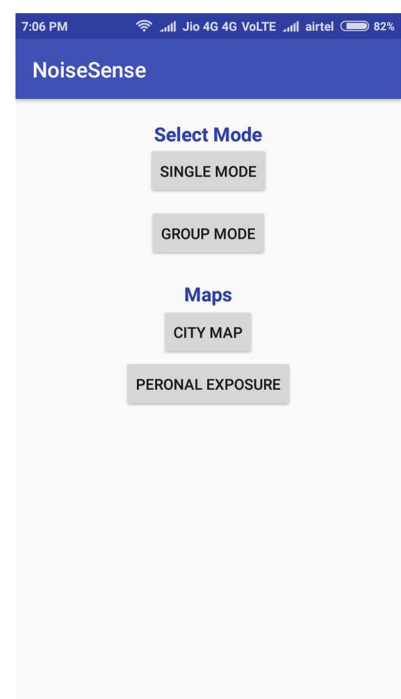 7:06 PM Jio 4G 4G VoLTE airtel 82%
NoiseSense
Select Mode
SINGLE MODE
GROUP MODE
Maps
CITY MAP
PERONAL EXPOSURE